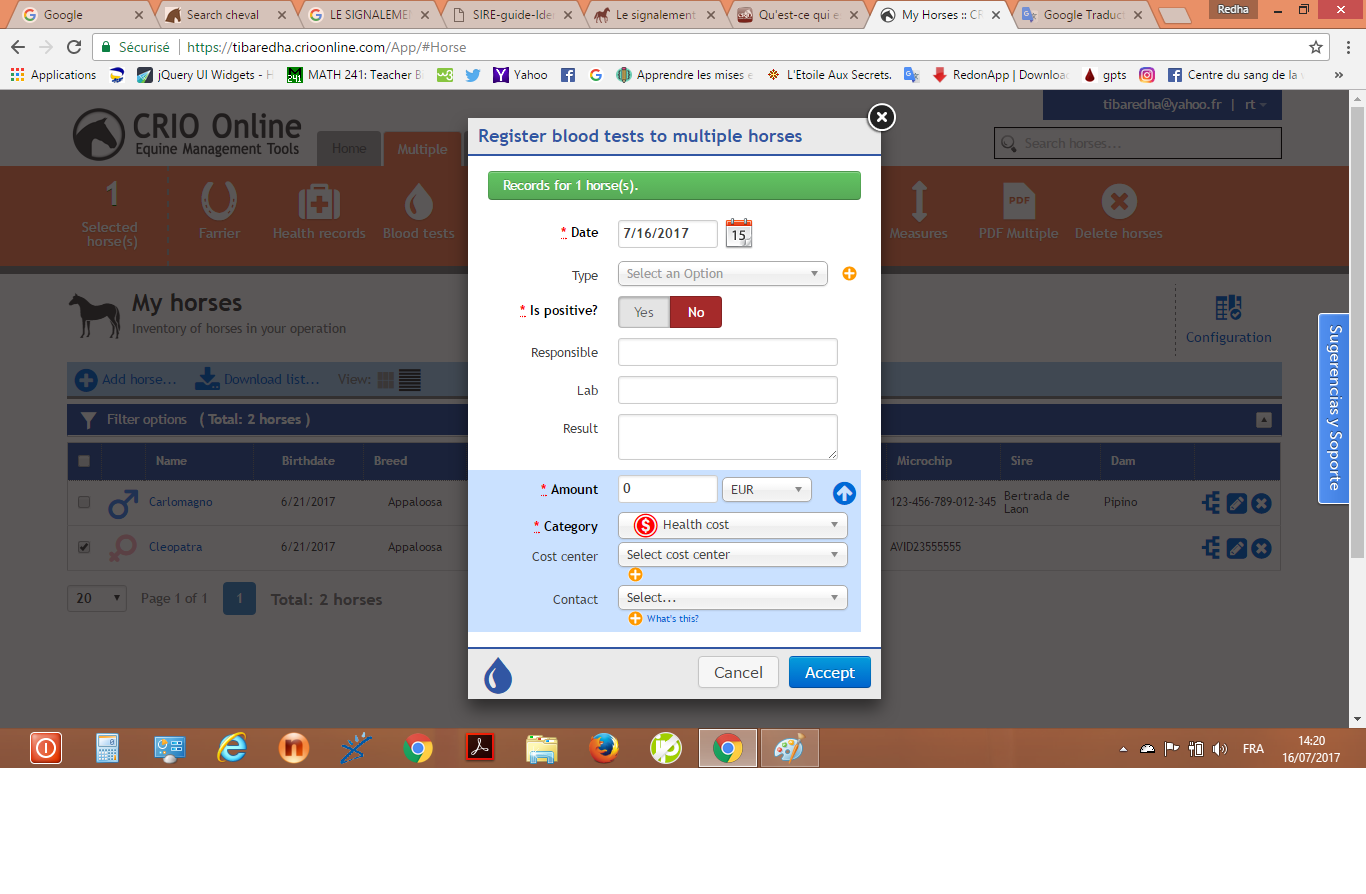 Google
Search cheval
LE SIGNALEMEN
SIRE-guide-Ide
Le signalement
Qu'est-ce qui e
My Horses :: CR
Google Traduct
Redha
Sécurisé
https://tibaredha.crioonline.com/App/#Horse
Applications
jQuery UI Widgets - H
MATH 241: Teacher B
Yahoo
Apprendre les mises e
L'Etoile Aux Secrets.
RedonApp | Downloa
gpts
Centre du sang de la
»
CRIO Online
Equine Management Tools
Home
Multiple
tibaredha@yahoo.fr | rt
Search horses...
1
Selected
horse(s)
Farrier
Health records
Blood tests
Measures
PDF
PDF Multiple
Delete horses
My horses
Inventory of horses in your operation
Configuration
Add horse...
Download list...
View:
Filter options ( Total: 2 horses )
Name
Birthdate
Breed
Microchip
Sire
Dam
Carlomagno
6/21/2017
Appaloosa
123-456-789-012-345
Bertrada de
Laon
Pipino
Cleopatra
6/21/2017
Appaloosa
AVID23555555
20
Page 1 of 1
1
Total: 2 horses
Sugerencias y Soporte
Register blood tests to multiple horses
Records for 1 horse(s).
* Date
7/16/2017
15
Type
Select an Option
* Is positive?
Yes
No
Responsible
Lab
Result
* Amount
0
EUR
* Category
$ Health cost
Cost center
Select cost center
Contact
Select...
What's this?
Cancel
Accept
FRA
14:20
16/07/2017